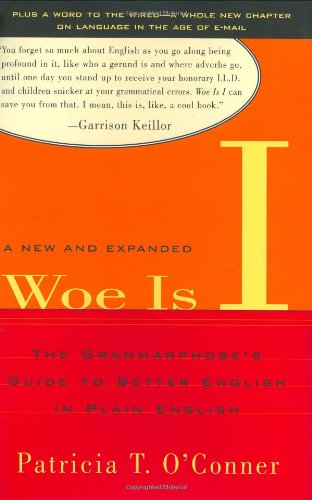 PLUS A WORD TO THE WIRED—A WHOLE NEW CHAPTER
ON LANGUAGE IN THE AGE OF E-MAIL
"You forget so much about English as you go along being
profound in it, like who a gerund is and where adverbs go,
until one day you stand up to receive your honorary LL.D.
and children snicker at your grammatical errors. Woe Is I can
save you from that. I mean, this is, like, a cool book."
—Garrison Keillor
A NEW AND EXPANDED
Woe Is I
THE GRAMMARPHOBE'S
GUIDE TO BETTER ENGLISH
IN PLAIN ENGLISH
Patricia T. O'Conner